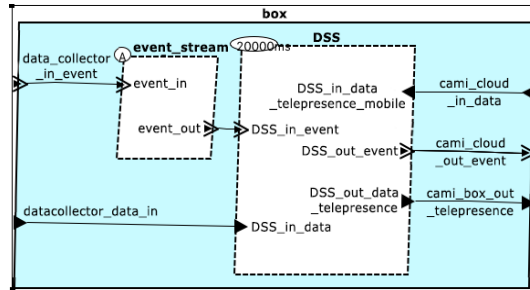 box
data_collector
_in_event
A
event_stream
20000ms
DSS
event_in
event_out
DSS_in_data
_telepresence_mobile
cami_cloud
_in_data
DSS_in_event
DSS_out_event
cami_cloud
_out_event
DSS_out_data
_telepresence
cami_box_out
_telepresence
datacollector_data_in
DSS_in_data